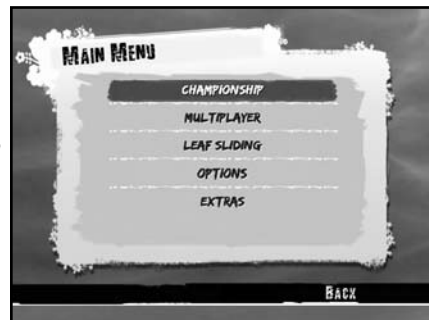 MAIN MENU
CHAMPIONSHIP
MULTIPLAYER
LEAF SLIDING
OPTIONS
EXTRAS
BACK